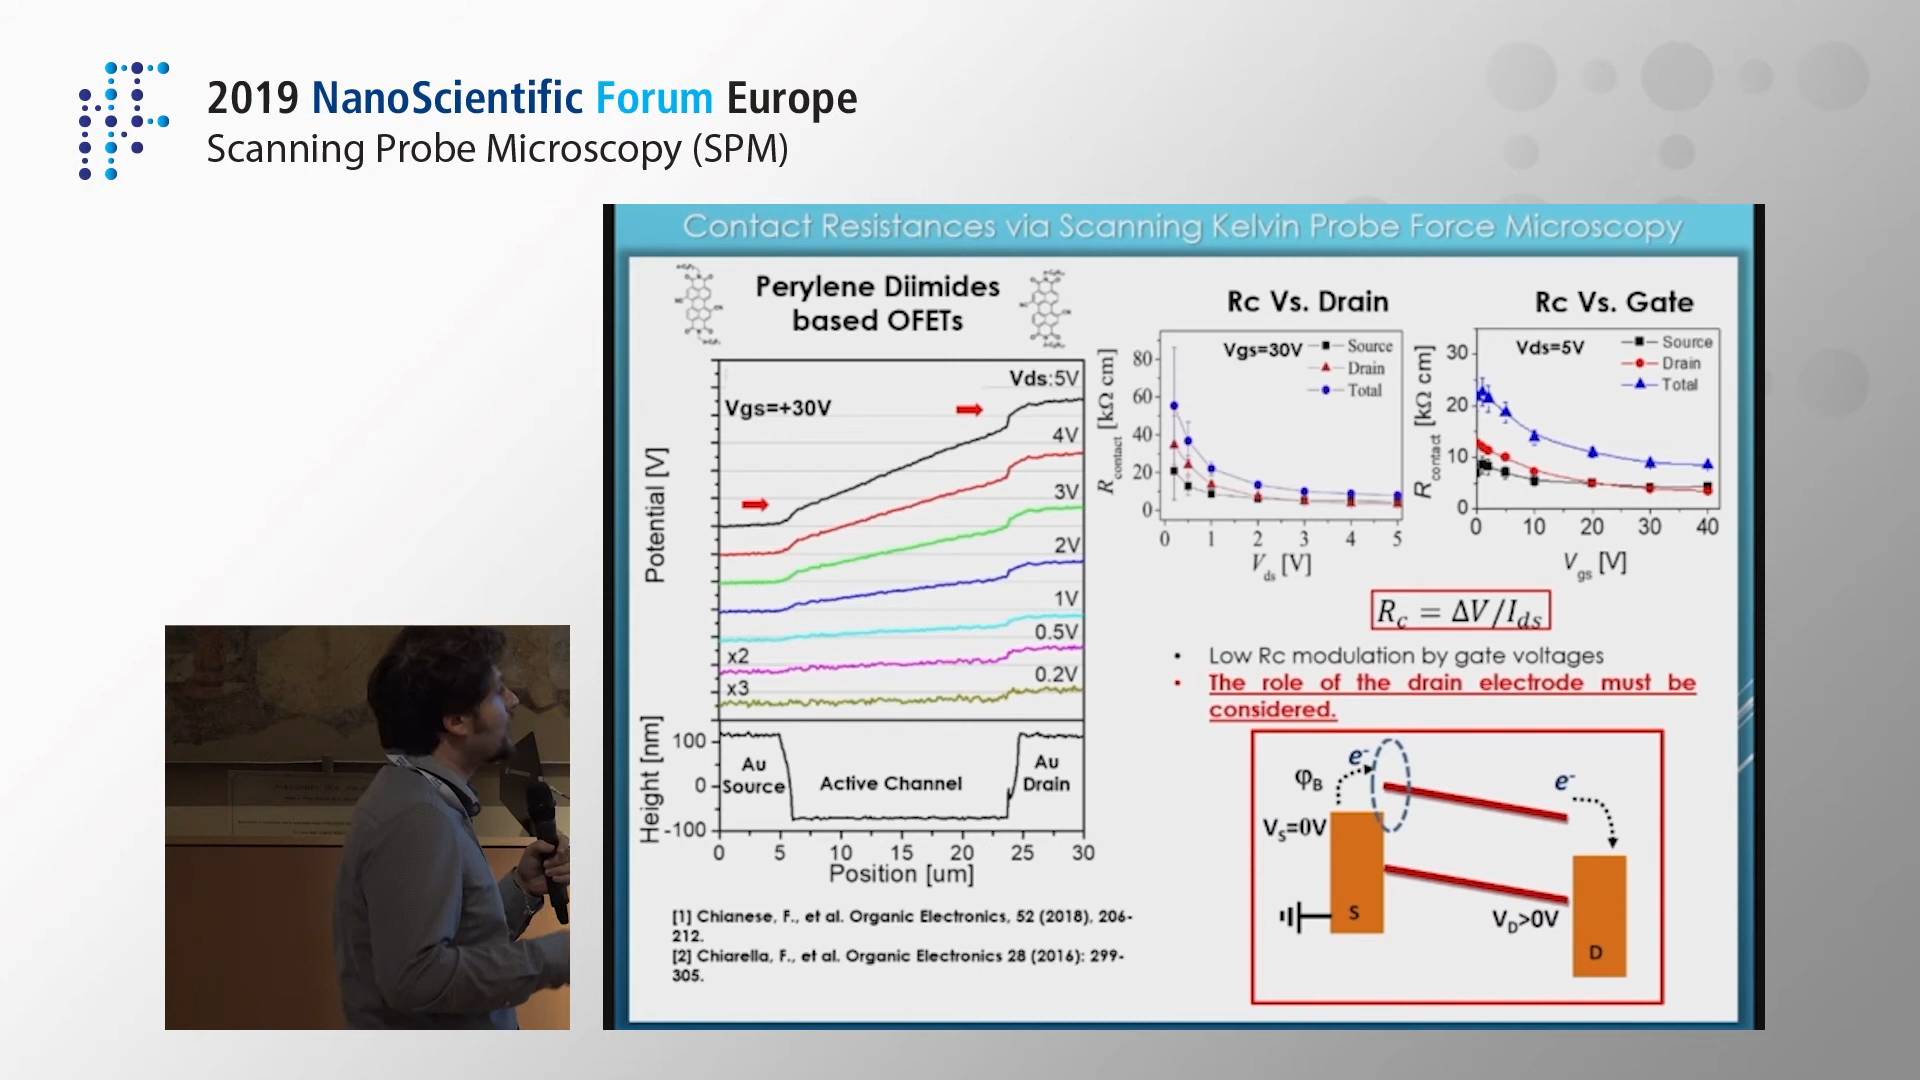 2019 NanoScientific Forum Europe
Scanning Probe Microscopy (SPM)
Contact Resistances via Scanning Kelvin Probe Force Microscopy
Perylene Diimides
based OFETs
Vgs=+30V
Vds:5V
4V
3V
2V
1V
0.5V
x2
0.2V
x3
Potential [V]
Height [nm]
100
0
-100
Au
Source
Active Channel
Au
Drain
0 5 10 15 20 25 30
Position [um]
[1] Chianese, F., et al. Organic Electronics, 52 (2018), 206-
212.
[2] Chiarella, F., et al. Organic Electronics 28 (2016): 299-
305.
Rc Vs. Drain
Vgs=30V
Source
Drain
Total
Rcontact [kΩ cm]
80
60
40
20
0
0 1 2 3 4 5
Vds [V]
Rc Vs. Gate
Vds=5V
Source
Drain
Total
Rcontact [kΩ cm]
30
20
10
0
0 10 20 30 40
Vgs [V]
Rc = ΔV/Ids
• Low Rc modulation by gate voltages
• The role of the drain electrode must be
considered.
e-
φB
VS=0V
S
e-
VD>0V
D